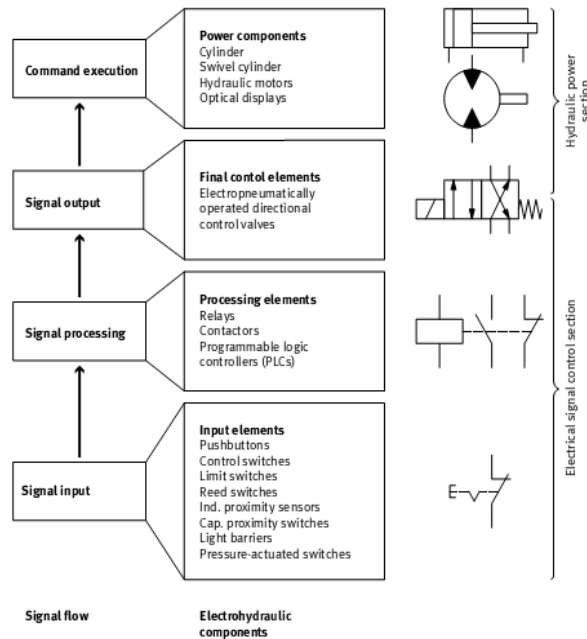 Command execution
Power components
Cylinder
Swivel cylinder
Hydraulic motors
Optical displays
Hydraulic power
section
Signal output
Final contol elements
Electropneumatically
operated directional
control valves
Signal processing
Processing elements
Relays
Contactors
Programmable logic
controllers (PLCs)
Electrical signal control section
Signal input
Input elements
Pushbuttons
Control switches
Limit switches
Reed switches
Ind. proximity sensors
Cap. proximity switches
Light barriers
Pressure-actuated switches
Signal flow
Electrohydraulic
components